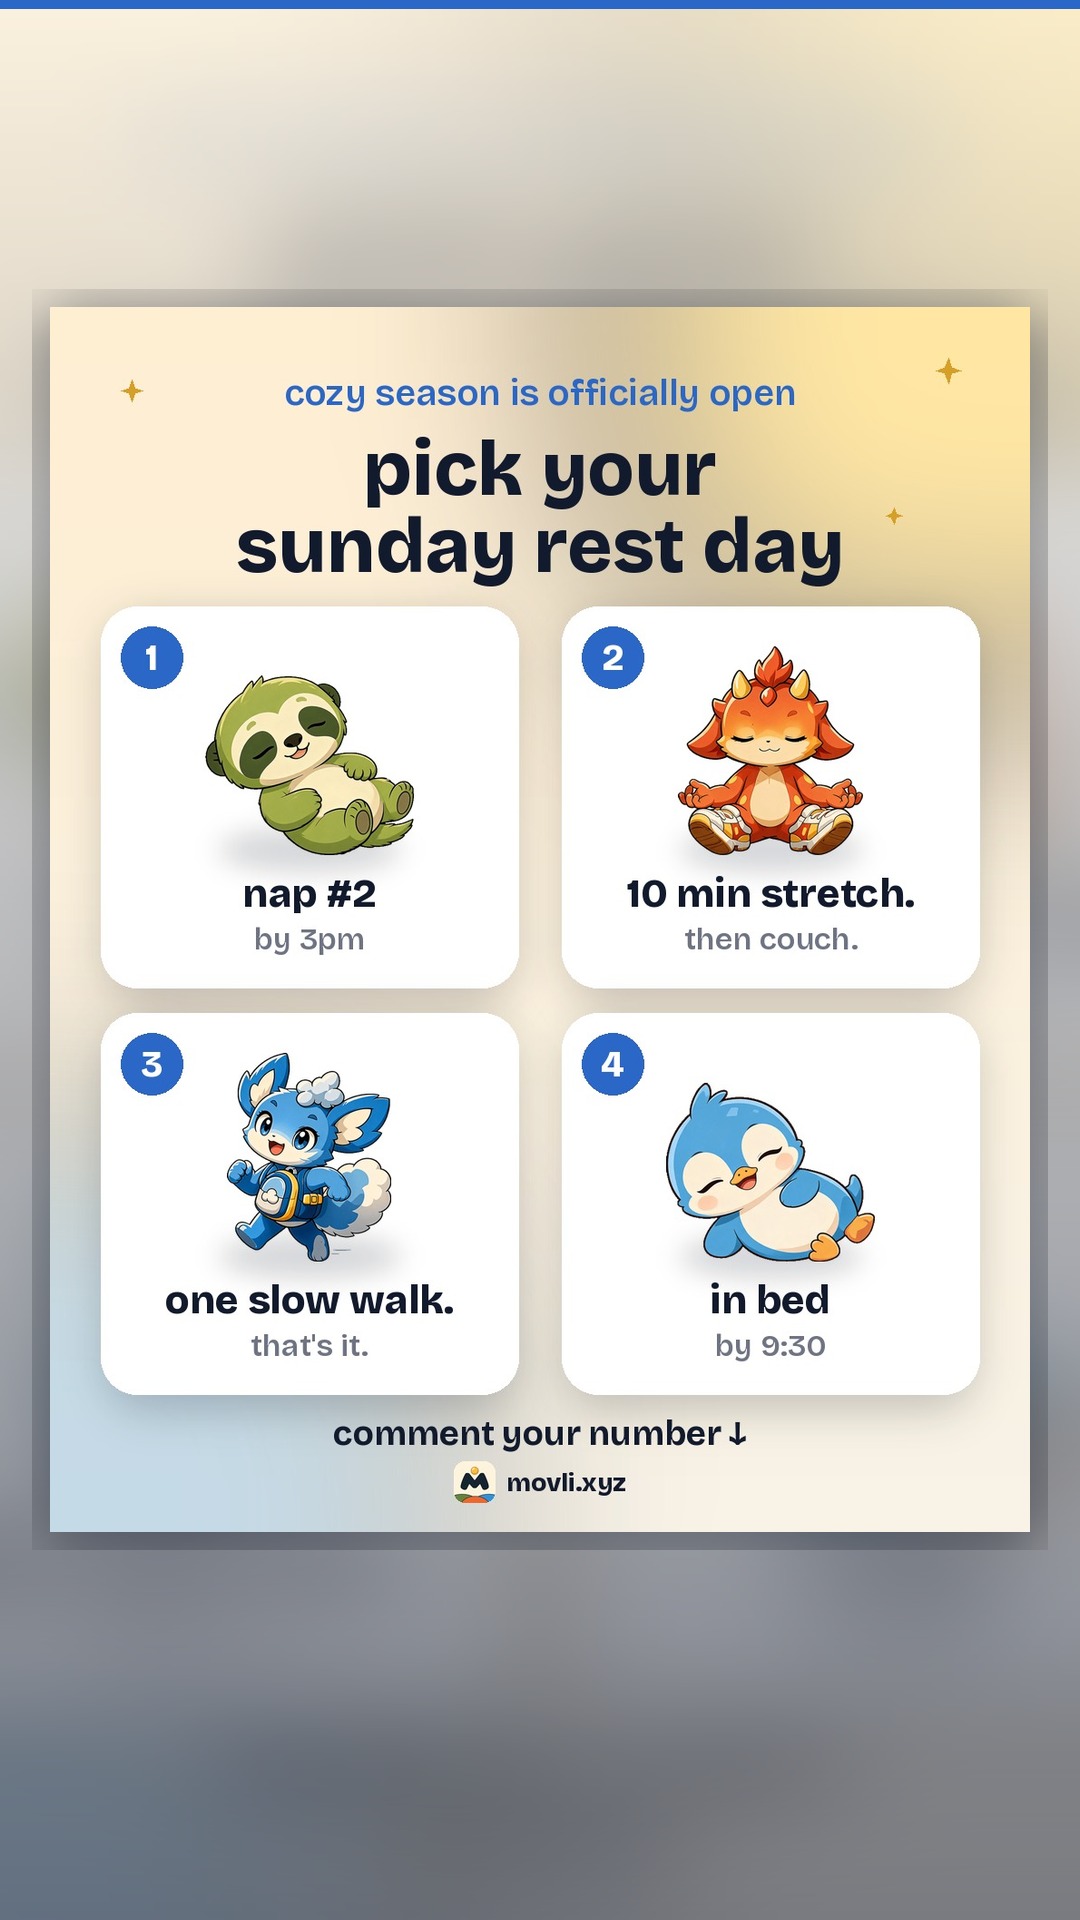 cozy season is officially open
pick your
sunday rest day
1
nap #2
by 3pm
2
10 min stretch.
then couch.
3
one slow walk.
that's it.
4
in bed
by 9:30
comment your number ↓
movli.xyz